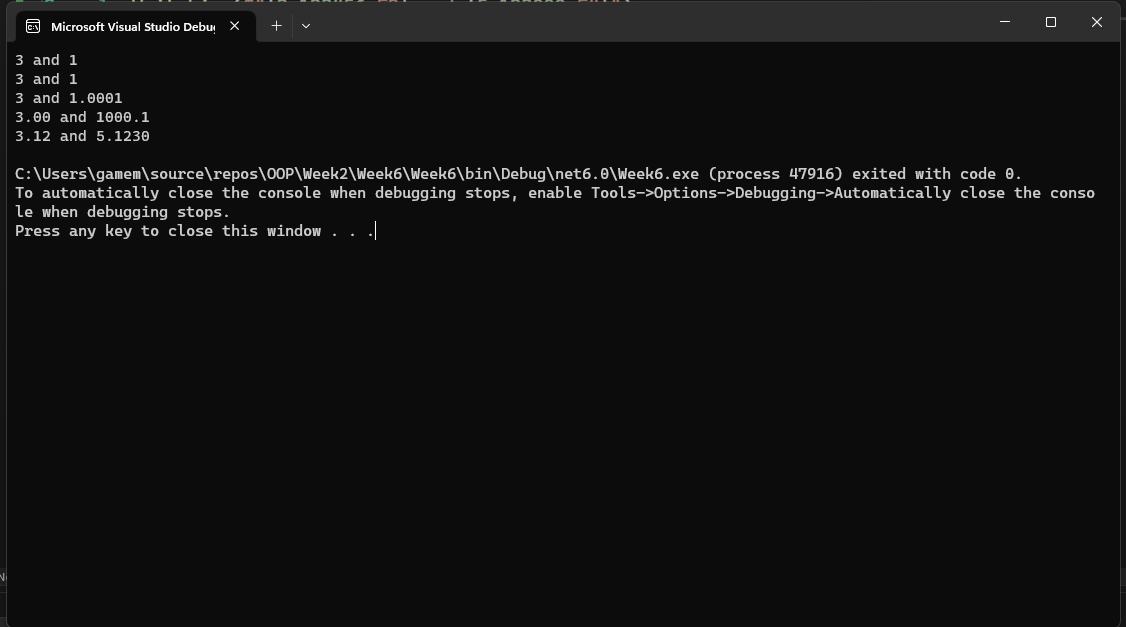 Microsoft Visual Studio Debu
3 and 1
3 and 1
3 and 1.0001
3.00 and 1000.1
3.12 and 5.1230
C:\Users\gamem\source\repos\OOP\Week2\Week6\Week6\bin\Debug\net6.0\Week6.exe (process 47916) exited with code 0.
To automatically close the console when debugging stops, enable Tools->Options->Debugging->Automatically close the conso
le when debugging stops.
Press any key to close this window . . .